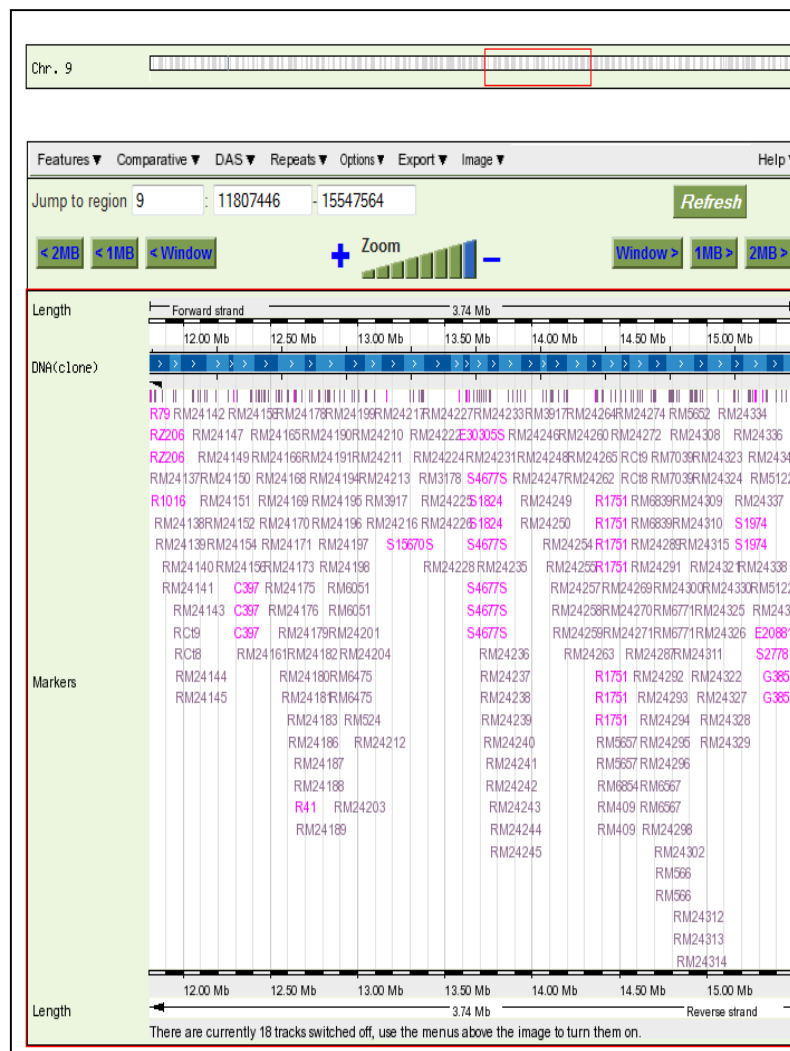 Chr. 9
Features ▼ Comparative ▼ DAS ▼ Repeats ▼ Options ▼ Export ▼ Image ▼ Help
Jump to region 9 : 11807446 - 15547564 Refresh
< 2MB < 1MB < Window + Zoom − Window > 1MB > 2MB >
Length Forward strand 3.74 Mb
12.00 Mb 12.50 Mb 13.00 Mb 13.50 Mb 14.00 Mb 14.50 Mb 15.00 Mb
DNA(clone)
R79 RM24142 RM24158 RM24178 RM24199 RM24217 RM24227 RM24233 RM3917 RM24264 RM24274 RM5652 RM24334
RZ206 RM24147 RM24165 RM24190 RM24210 RM24222 E30305S RM24246 RM24260 RM24272 RM24308 RM24336
RZ206 RM24149 RM24166 RM24191 RM24211 RM24224 RM24231 RM24248 RM24265 RCt9 RM7039 RM24323 RM2434
RM24137 RM24150 RM24168 RM24194 RM24213 RM3178 S4677S RM24247 RM24262 RCt8 RM7039 RM24324 RM5122
R1016 RM24151 RM24169 RM24195 RM3917 RM24225 S1824 RM24249 R1751 RM6839 RM24309 RM24337
RM24138 RM24152 RM24170 RM24196 RM24216 RM24226 S1824 RM24250 R1751 RM6839 RM24310 S1974
RM24139 RM24154 RM24171 RM24197 S15670S S4677S RM24254 R1751 RM24289 RM24315 S1974
RM24140 RM24156 RM24173 RM24198 RM24228 RM24235 RM24255 R1751 RM24291 RM24321 RM24338
RM24141 C397 RM24175 RM6051 S4677S RM24257 RM24269 RM24300 RM24330 RM5122
RM24143 C397 RM24176 RM6051 S4677S RM24258 RM24270 RM6771 RM24325 RM243
RCt9 C397 RM24179 RM24201 S4677S RM24259 RM24271 RM6771 RM24326 E20881
RCt8 RM24161 RM24182 RM24204 RM24236 RM24263 RM24287 RM24311 S2778
Markers RM24144 RM24180 RM6475 RM24237 R1751 RM24292 RM24322 G385
RM24145 RM24181 RM6475 RM24238 R1751 RM24293 RM24327 G385
RM24183 RM524 RM24239 R1751 RM24294 RM24328
RM24186 RM24212 RM24240 RM5657 RM24295 RM24329
RM24187 RM24241 RM5657 RM24296
RM24188 RM24242 RM6854 RM6567
R41 RM24203 RM24243 RM409 RM6567
RM24189 RM24244 RM409 RM24298
RM24245 RM24302
RM566
RM566
RM24312
RM24313
RM24314
12.00 Mb 12.50 Mb 13.00 Mb 13.50 Mb 14.00 Mb 14.50 Mb 15.00 Mb
Length 3.74 Mb Reverse strand
There are currently 18 tracks switched off, use the menus above the image to turn them on.